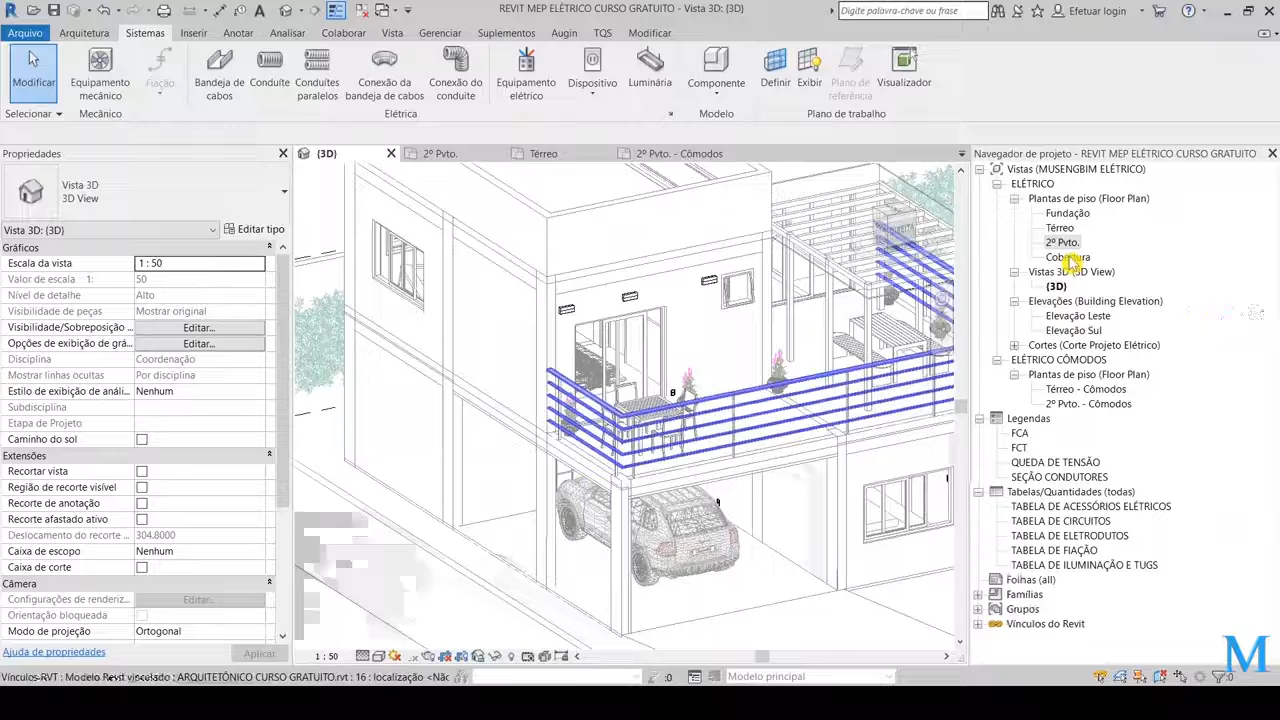 REVIT MEP ELÉTRICO CURSO GRATUITO - Vista 3D: {3D}
Digite palavra-chave ou frase
Efetuar login
Arquivo Arquitetura Sistemas Inserir Anotar Analisar Colaborar Vista Gerenciar Suplementos Augin TQS Modificar
Modificar
Equipamento mecânico
Fiação
Bandeja de cabos
Conduite
Conduítes paralelos
Conexão da bandeja de cabos
Conexão do conduite
Equipamento elétrico
Dispositivo
Luminária
Componente
Definir
Exibir
Plano de referência
Visualizador
Selecionar Mecânico Elétrica Modelo Plano de trabalho
Propriedades
Vista 3D
3D View
Vista 3D: {3D}
Editar tipo
Gráficos
Escala da vista 1 : 50
Valor de escala 1: 50
Nível de detalhe Alto
Visibilidade de peças Mostrar original
Visibilidade/Sobreposição ... Editar...
Opções de exibição de grá... Editar...
Disciplina Coordenação
Mostrar linhas ocultas Por disciplina
Estilo de exibição de análi... Nenhum
Subdisciplina
Etapa de Projeto
Caminho do sol
Extensões
Recortar vista
Região de recorte visível
Recorte de anotação
Recorte afastado ativo
Deslocamento do recorte ... 304.8000
Caixa de escopo Nenhum
Caixa de corte
Câmera
Configurações de renderiz... Editar...
Orientação bloqueada
Modo de projeção Ortogonal
Ajuda de propriedades
Aplicar
{3D}
2º Pvto.
Térreo
2º Pvto. - Cômodos
1 : 50
Navegador de projeto - REVIT MEP ELÉTRICO CURSO GRATUITO
Vistas (MUSENGBIM ELÉTRICO)
ELÉTRICO
Plantas de piso (Floor Plan)
Fundação
Térreo
2º Pvto.
Cobertura
Vistas 3D (3D View)
{3D}
Elevações (Building Elevation)
Elevação Leste
Elevação Sul
Cortes (Corte Projeto Elétrico)
ELÉTRICO CÔMODOS
Plantas de piso (Floor Plan)
Térreo - Cômodos
2º Pvto. - Cômodos
Legendas
FCA
FCT
QUEDA DE TENSÃO
SEÇÃO CONDUTORES
Tabelas/Quantidades (todas)
TABELA DE ACESSÓRIOS ELÉTRICOS
TABELA DE CIRCUITOS
TABELA DE ELETRODUTOS
TABELA DE FIAÇÃO
TABELA DE ILUMINAÇÃO E TUGS
Folhas (all)
Famílias
Grupos
Vínculos do Revit
M
Vínculos-RVT : Modelo Revit vinculado : ARQUITETÔNICO CURSO GRATUITO.rvt : 16 : localização <Não
:0
Modelo principal
:0